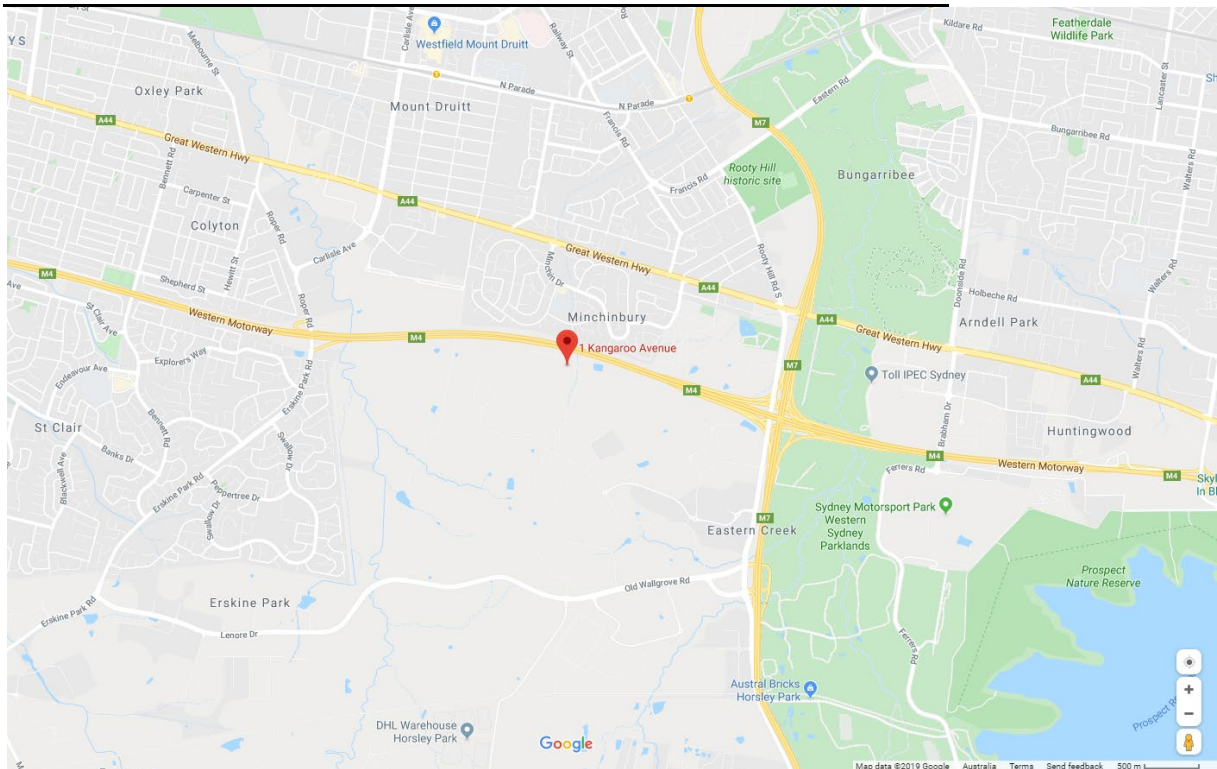 YS
Melbourne St
Carlisle Ave
Westfield Mount Druitt
Railway St
Kildare Rd
Featherdale
Wildlife Park
Sh
Oxley Park
Mount Druitt
N Parade
N Parade
Eastern Rd
Lancaster St
A44
Great Western Hwy
Bennett Rd
Francis Rd
M7
Bungarribee Rd
Walters Rd
Rooty Hill
historic site
Bungarribee
Carpenter St
Francis Rd
A44
Colyton
Roper Rd
Carlisle Ave
Hewitt St
Minchin Dr
Great Western Hwy
Rooty Hill Rd S
Doonside Rd
Walters Rd
M4
Ave
Shepherd St
A44
Holbeche Rd
St Clair Ave
Western Motorway
Roper Rd
Minchinbury
A44
Great Western Hwy
Arndell Park
M4
1 Kangaroo Avenue
Explorers Way
Endeavour Ave
Erskine Park Rd
M7
Toll IPEC Sydney
A44
Walters Rd
M4
Bennett Rd
St Clair
Banks Dr
Swallow Dr
Brabham Dr
Huntingwood
M4
Western Motorway
M4
Blackwell Ave
Erskine Park Rd
Peppertree Dr
Swallow Dr
Ferrers Rd
Skyl
In Bl
Sydney Motorsport Park
Western
Sydney
Parklands
M7
Eastern Creek
Prospect
Nature Reserve
Old Wallgrove Rd
Erskine Park Rd
Erskine Park
Lenore Dr
Ferrers Rd
Austral Bricks
Horsley Park
DHL Warehouse
Horsley Park
Google
Prospect R
Map data ©2019 Google Australia Terms Send feedback 500 m